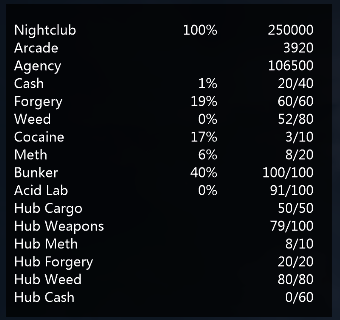 Nightclub 100% 250000
Arcade 3920
Agency 106500
Cash 1% 20/40
Forgery 19% 60/60
Weed 0% 52/80
Cocaine 17% 3/10
Meth 6% 8/20
Bunker 40% 100/100
Acid Lab 0% 91/100
Hub Cargo 50/50
Hub Weapons 79/100
Hub Meth 8/10
Hub Forgery 20/20
Hub Weed 80/80
Hub Cash 0/60